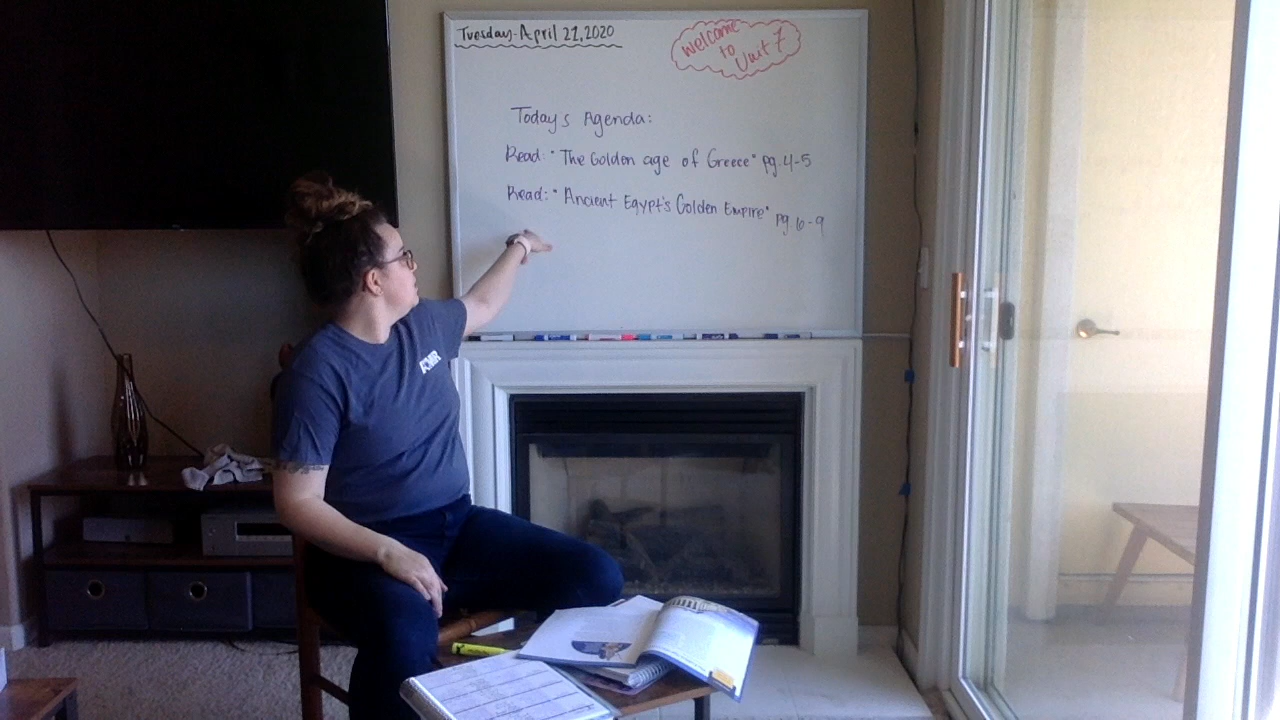 Tuesday-April 21,2020
Welcome
to
Unit 7
Today's Agenda:
Read: "The Golden age of Greece" pg.4-5
Read: "Ancient Egypt's Golden Empire" pg.6-9